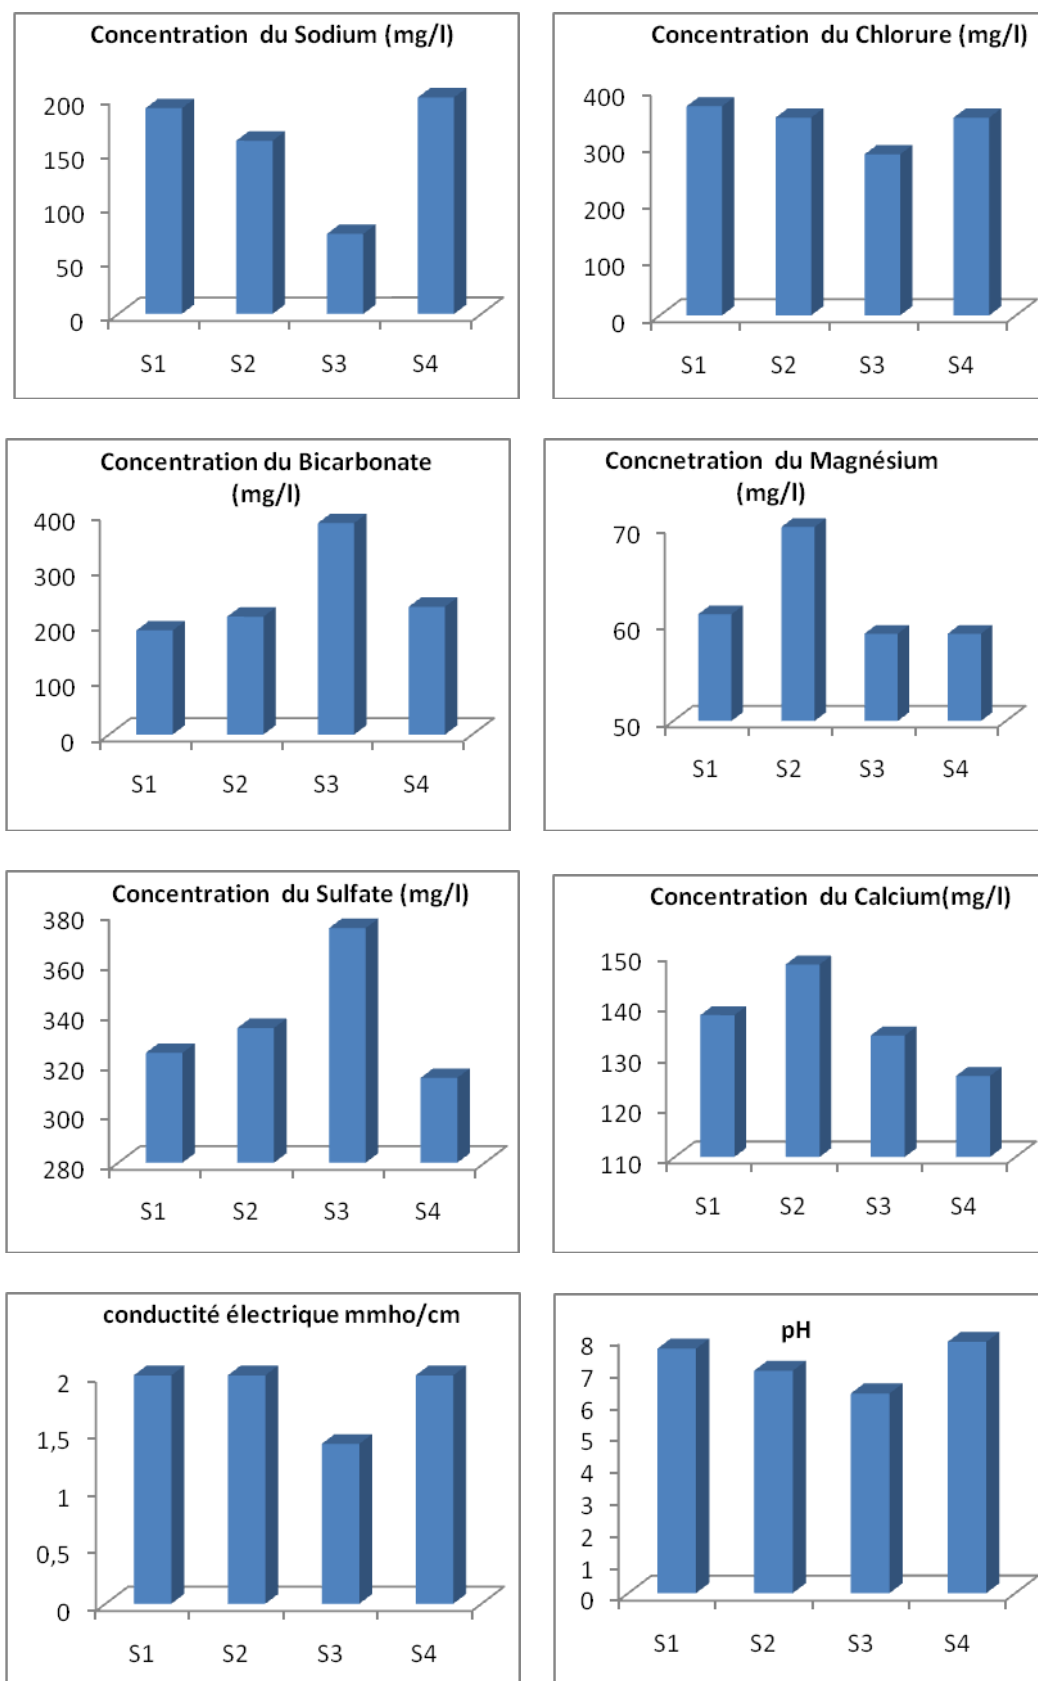 Concentration du Sodium (mg/l)
200
150
100
50
0
S1 S2 S3 S4
Concentration du Chlorure (mg/l)
400
300
200
100
0
S1 S2 S3 S4
Concentration du Bicarbonate
(mg/l)
400
300
200
100
0
S1 S2 S3 S4
Concnetration du Magnésium
(mg/l)
70
60
50
S1 S2 S3 S4
Concentration du Sulfate (mg/l)
380
360
340
320
300
280
S1 S2 S3 S4
Concentration du Calcium(mg/l)
150
140
130
120
110
S1 S2 S3 S4
conductité électrique mmho/cm
2
1,5
1
0,5
0
S1 S2 S3 S4
pH
8
7
6
5
4
3
2
1
0
S1 S2 S3 S4